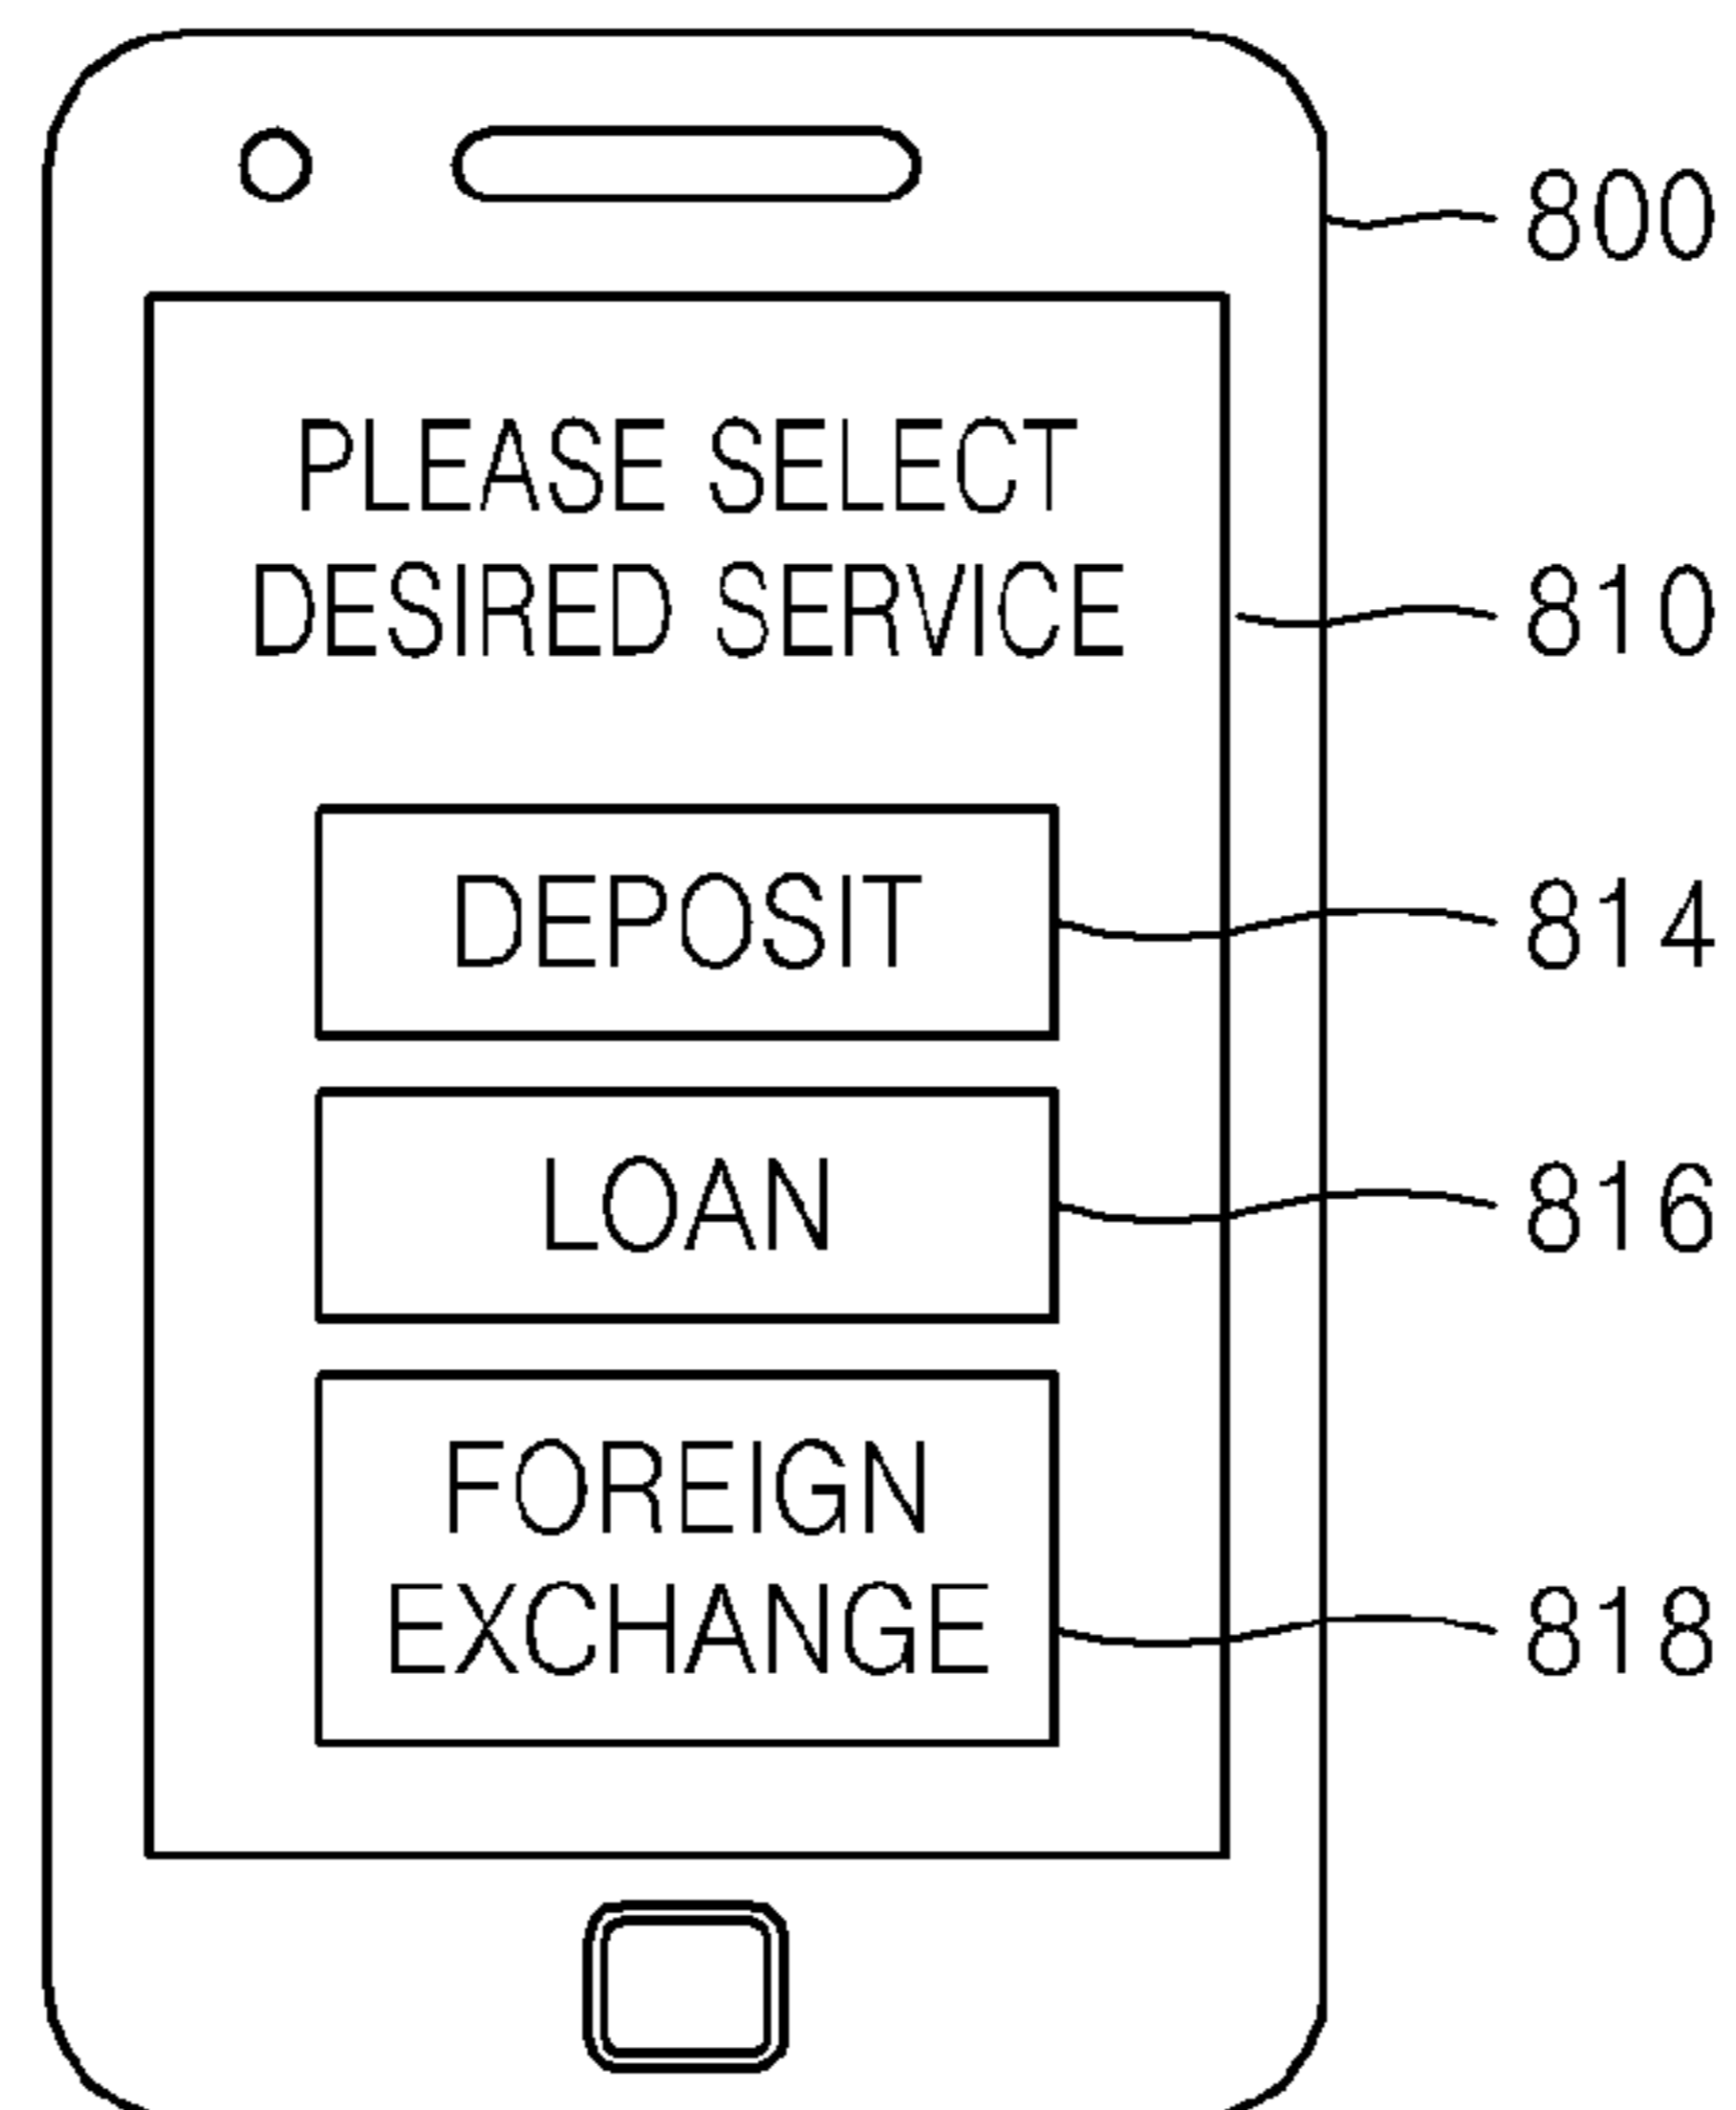 800
PLEASE SELECT
DESIRED SERVICE
810
DEPOSIT
814
LOAN
816
FOREIGN
EXCHANGE
818